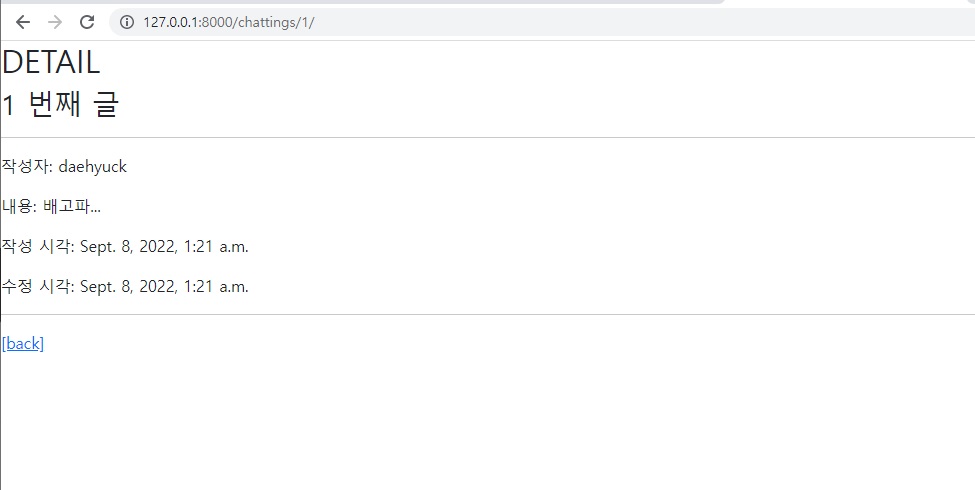 127.0.0.1:8000/chattings/1/
DETAIL
1 번째 글
작성자: daehyuck
내용: 배고파...
작성 시각: Sept. 8, 2022, 1:21 a.m.
수정 시각: Sept. 8, 2022, 1:21 a.m.
[back]